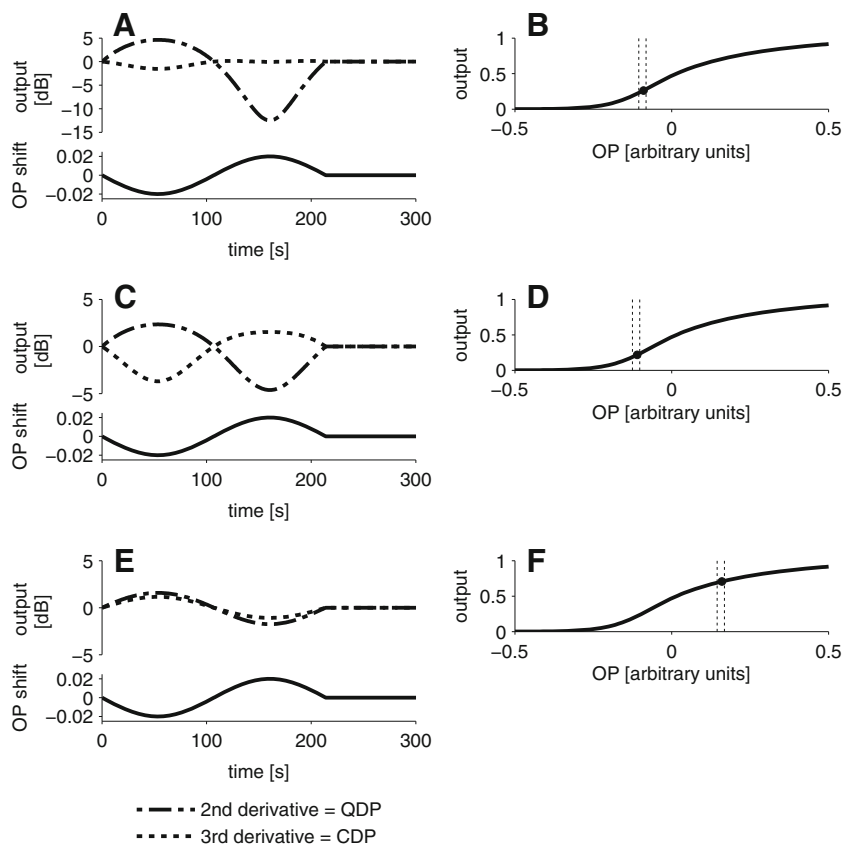 A
5
0
−5
−10
−15
output
[dB]
0.02
0
−0.02
OP shift
0
100
200
300
time [s]
B
1
0.5
0
output
−0.5
0
0.5
OP [arbitrary units]
C
5
0
−5
output
[dB]
0.02
0
−0.02
OP shift
0
100
200
300
time [s]
D
1
0.5
0
output
−0.5
0
0.5
OP [arbitrary units]
E
5
0
−5
output
[dB]
0.02
0
−0.02
OP shift
0
100
200
300
time [s]
F
1
0.5
0
output
−0.5
0
0.5
OP [arbitrary units]
2nd derivative = QDP
3rd derivative = CDP